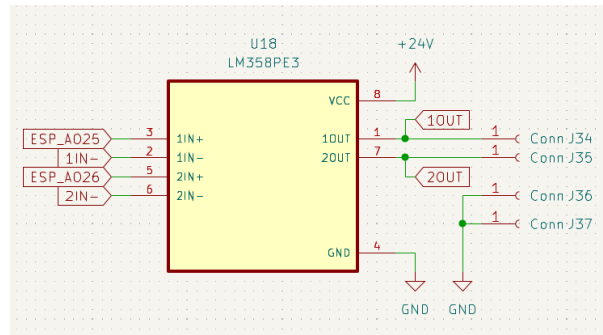 U18
LM358PE3
+24V
VCC 8
ESP_AO25 3 1IN+ 1OUT 1 1OUT 1 Conn J34
1IN- 2 1IN- 2OUT 7 1 Conn J35
ESP_AO26 5 2IN+ 2OUT
2IN- 6 2IN- 1 Conn J36
1 Conn J37
GND 4
GND GND